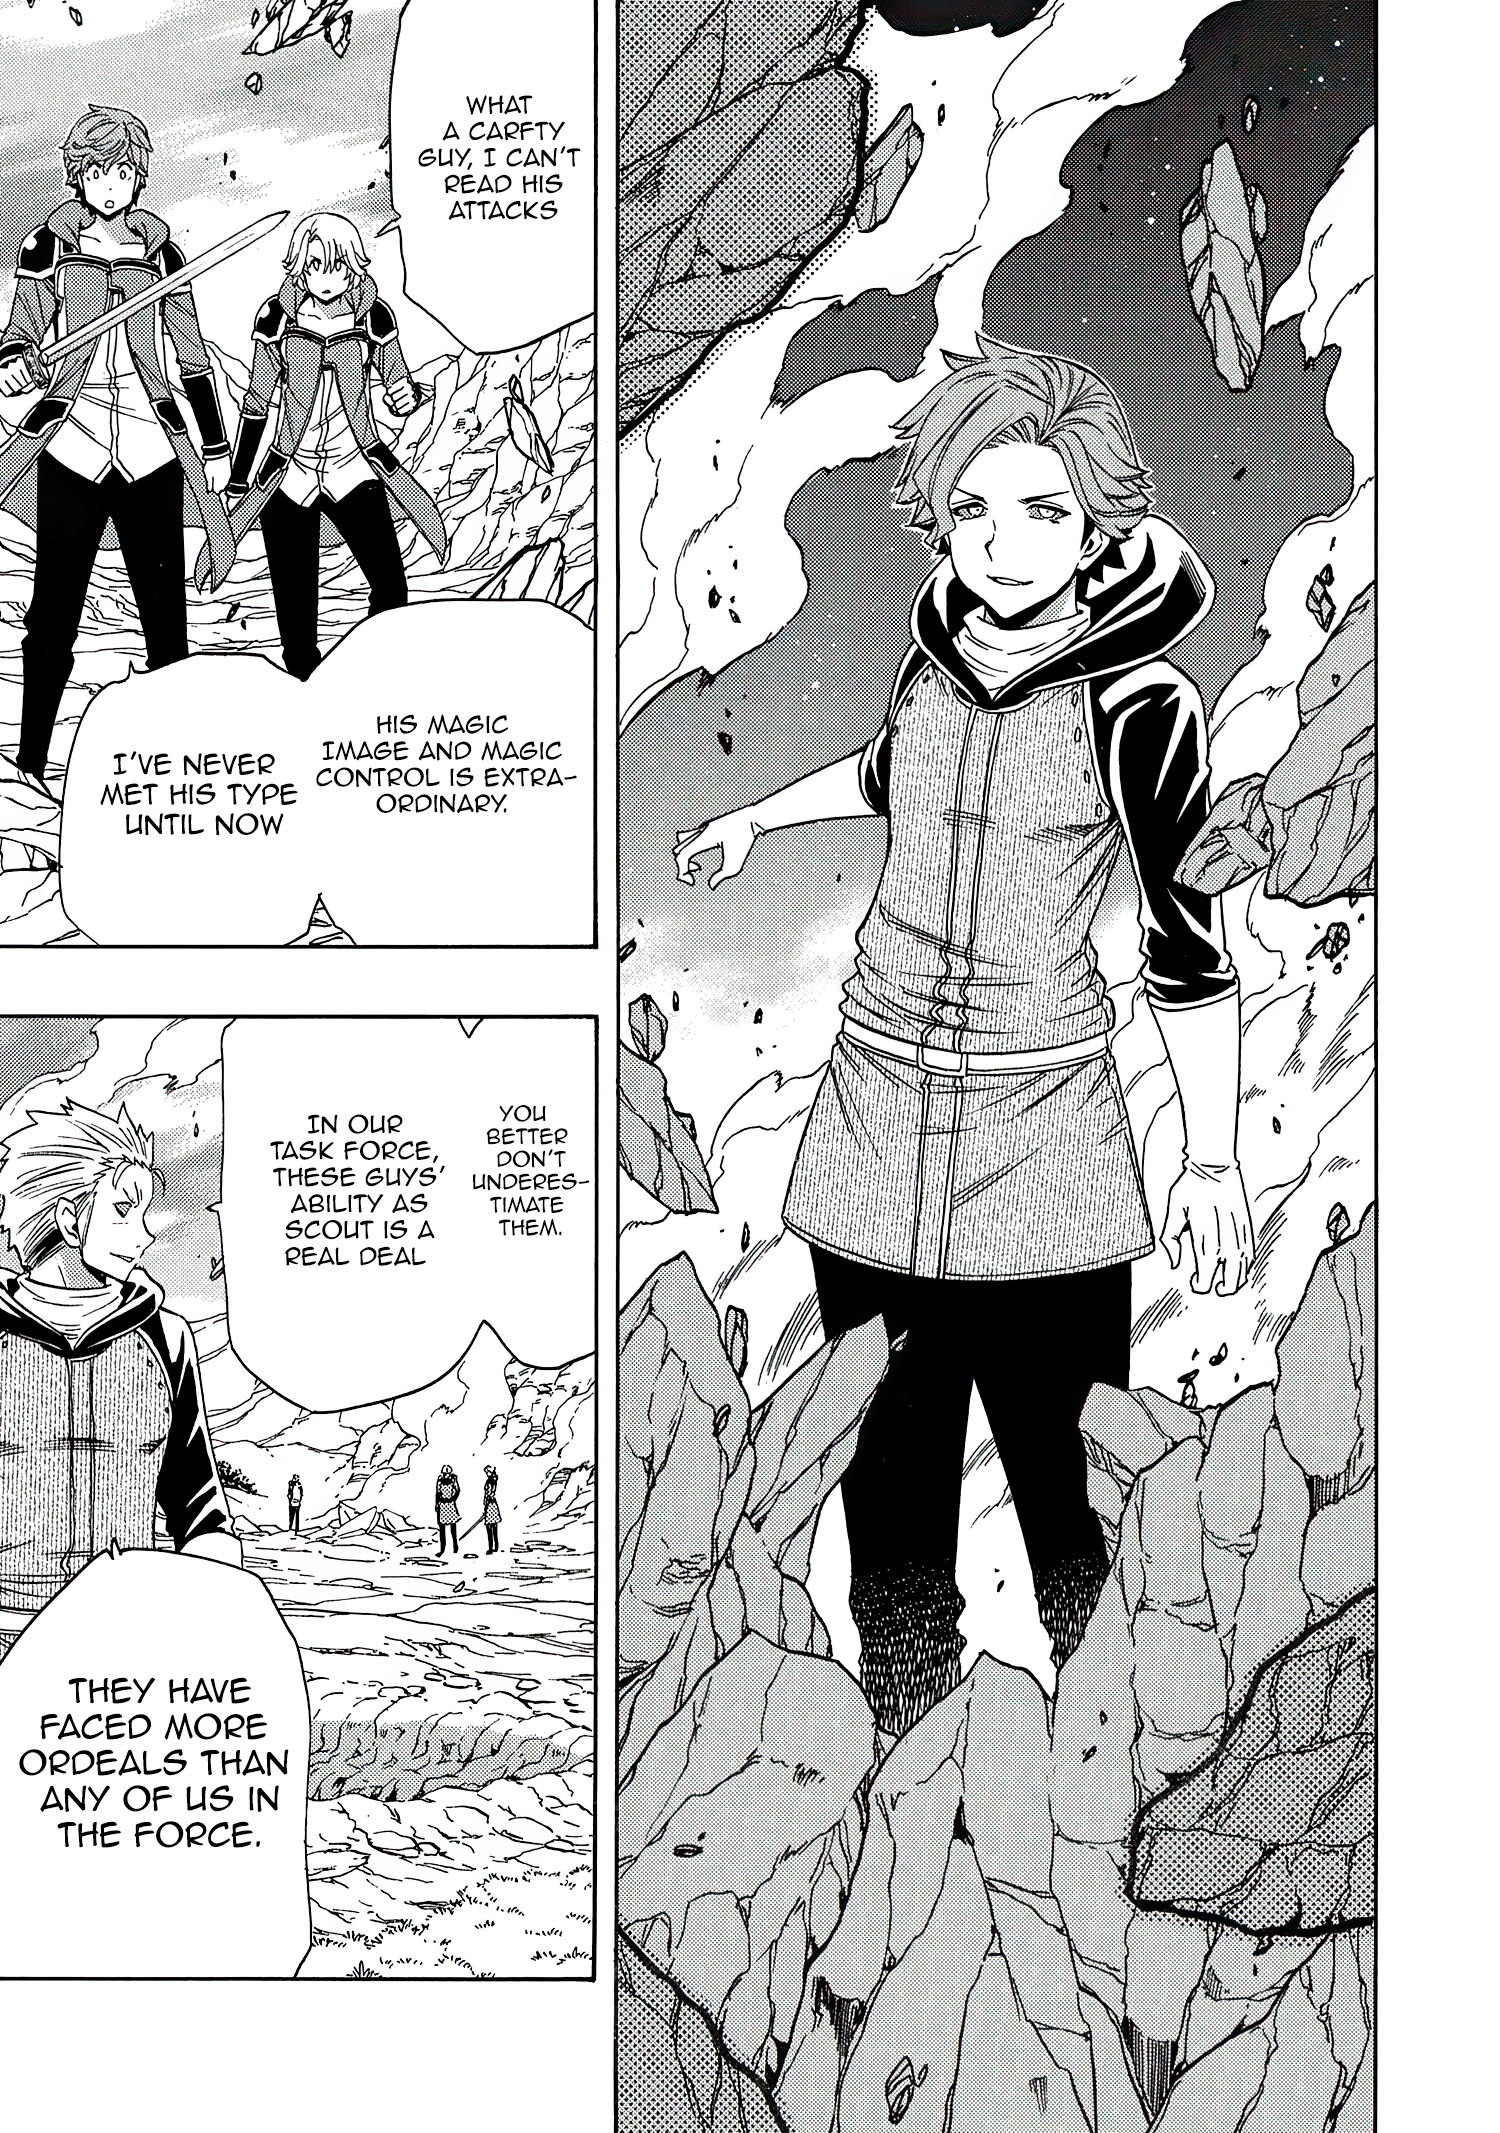 WHAT
A CARFTY
GUY, I CAN'T
READ HIS
ATTACKS
HIS MAGIC
IMAGE AND MAGIC
CONTROL IS EXTRA-
ORDINARY.
I'VE NEVER
MET HIS TYPE
UNTIL NOW
YOU
BETTER
DON'T
UNDERES-
TIMATE
THEM.
IN OUR
TASK FORCE,
THESE GUYS'
ABILITY AS
SCOUT IS A
REAL DEAL
THEY HAVE
FACED MORE
ORDEALS THAN
ANY OF US IN
THE FORCE.